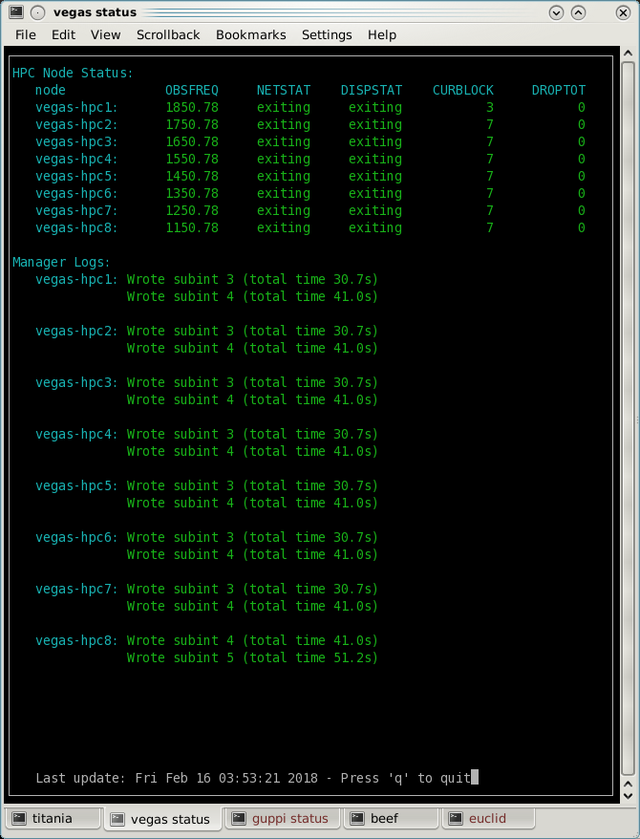 vegas status
File Edit View Scrollback Bookmarks Settings Help
HPC Node Status:
node OBSFREQ NETSTAT DISPSTAT CURBLOCK DROPTOT
vegas-hpc1: 1850.78 exiting exiting 3 0
vegas-hpc2: 1750.78 exiting exiting 7 0
vegas-hpc3: 1650.78 exiting exiting 7 0
vegas-hpc4: 1550.78 exiting exiting 7 0
vegas-hpc5: 1450.78 exiting exiting 7 0
vegas-hpc6: 1350.78 exiting exiting 7 0
vegas-hpc7: 1250.78 exiting exiting 7 0
vegas-hpc8: 1150.78 exiting exiting 7 0
Manager Logs:
vegas-hpc1: Wrote subint 3 (total time 30.7s)
Wrote subint 4 (total time 41.0s)
vegas-hpc2: Wrote subint 3 (total time 30.7s)
Wrote subint 4 (total time 41.0s)
vegas-hpc3: Wrote subint 3 (total time 30.7s)
Wrote subint 4 (total time 41.0s)
vegas-hpc4: Wrote subint 3 (total time 30.7s)
Wrote subint 4 (total time 41.0s)
vegas-hpc5: Wrote subint 3 (total time 30.7s)
Wrote subint 4 (total time 41.0s)
vegas-hpc6: Wrote subint 3 (total time 30.7s)
Wrote subint 4 (total time 41.0s)
vegas-hpc7: Wrote subint 3 (total time 30.7s)
Wrote subint 4 (total time 41.0s)
vegas-hpc8: Wrote subint 4 (total time 41.0s)
Wrote subint 5 (total time 51.2s)
Last update: Fri Feb 16 03:53:21 2018 - Press 'q' to quit
titania vegas status guppi status beef euclid